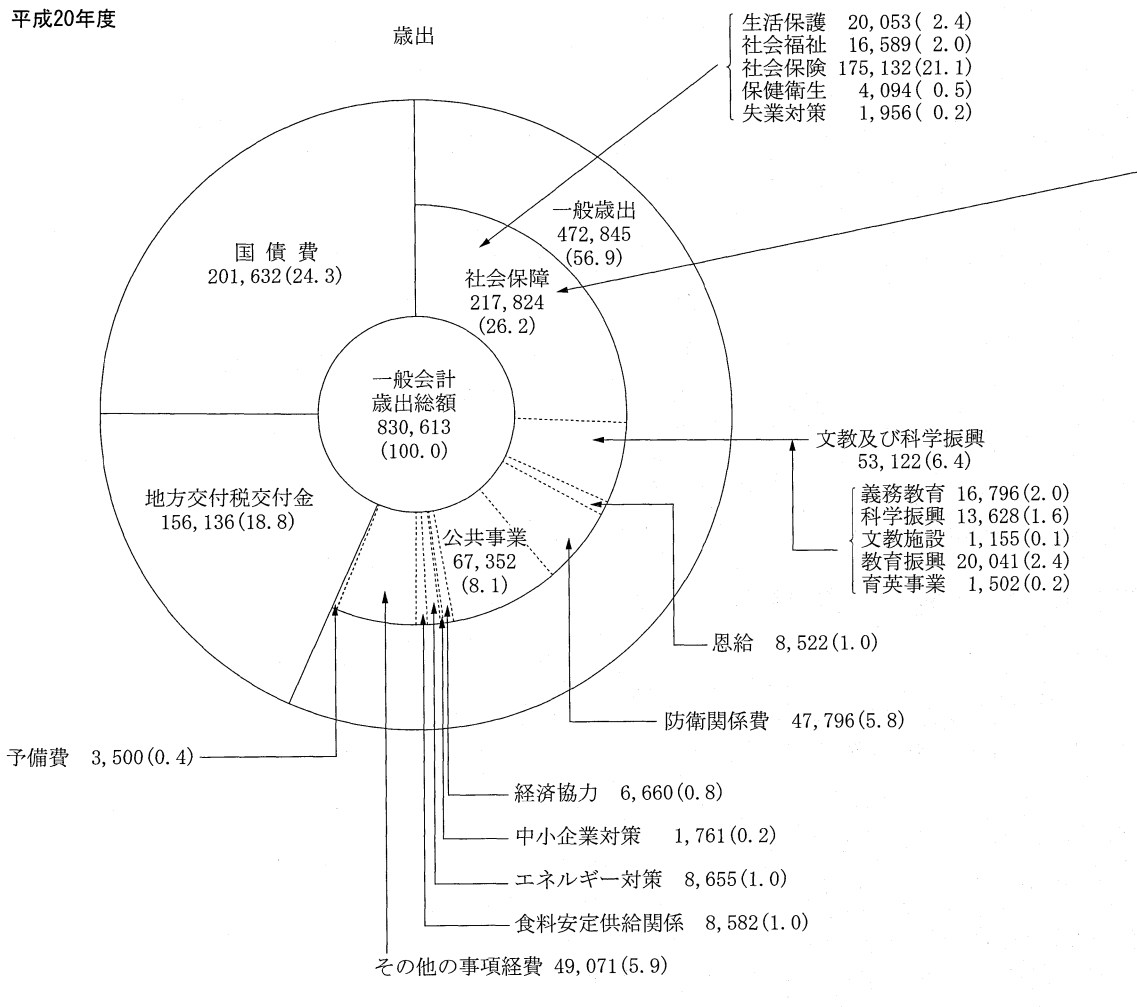 平成20年度
歳出
生活保護 20,053( 2.4)
社会福祉 16,589( 2.0)
社会保険 175,132(21.1)
保健衛生 4,094( 0.5)
失業対策 1,956( 0.2)
一般歳出
472,845
(56.9)
国債費
201,632(24.3)
社会保障
217,824
(26.2)
一般会計
歳出総額
830,613
(100.0)
文教及び科学振興
53,122(6.4)
義務教育 16,796(2.0)
科学振興 13,628(1.6)
文教施設 1,155(0.1)
教育振興 20,041(2.4)
育英事業 1,502(0.2)
地方交付税交付金
156,136(18.8)
公共事業
67,352
(8.1)
恩給 8,522(1.0)
防衛関係費 47,796(5.8)
予備費 3,500(0.4)
経済協力 6,660(0.8)
中小企業対策 1,761(0.2)
エネルギー対策 8,655(1.0)
食料安定供給関係 8,582(1.0)
その他の事項経費 49,071(5.9)